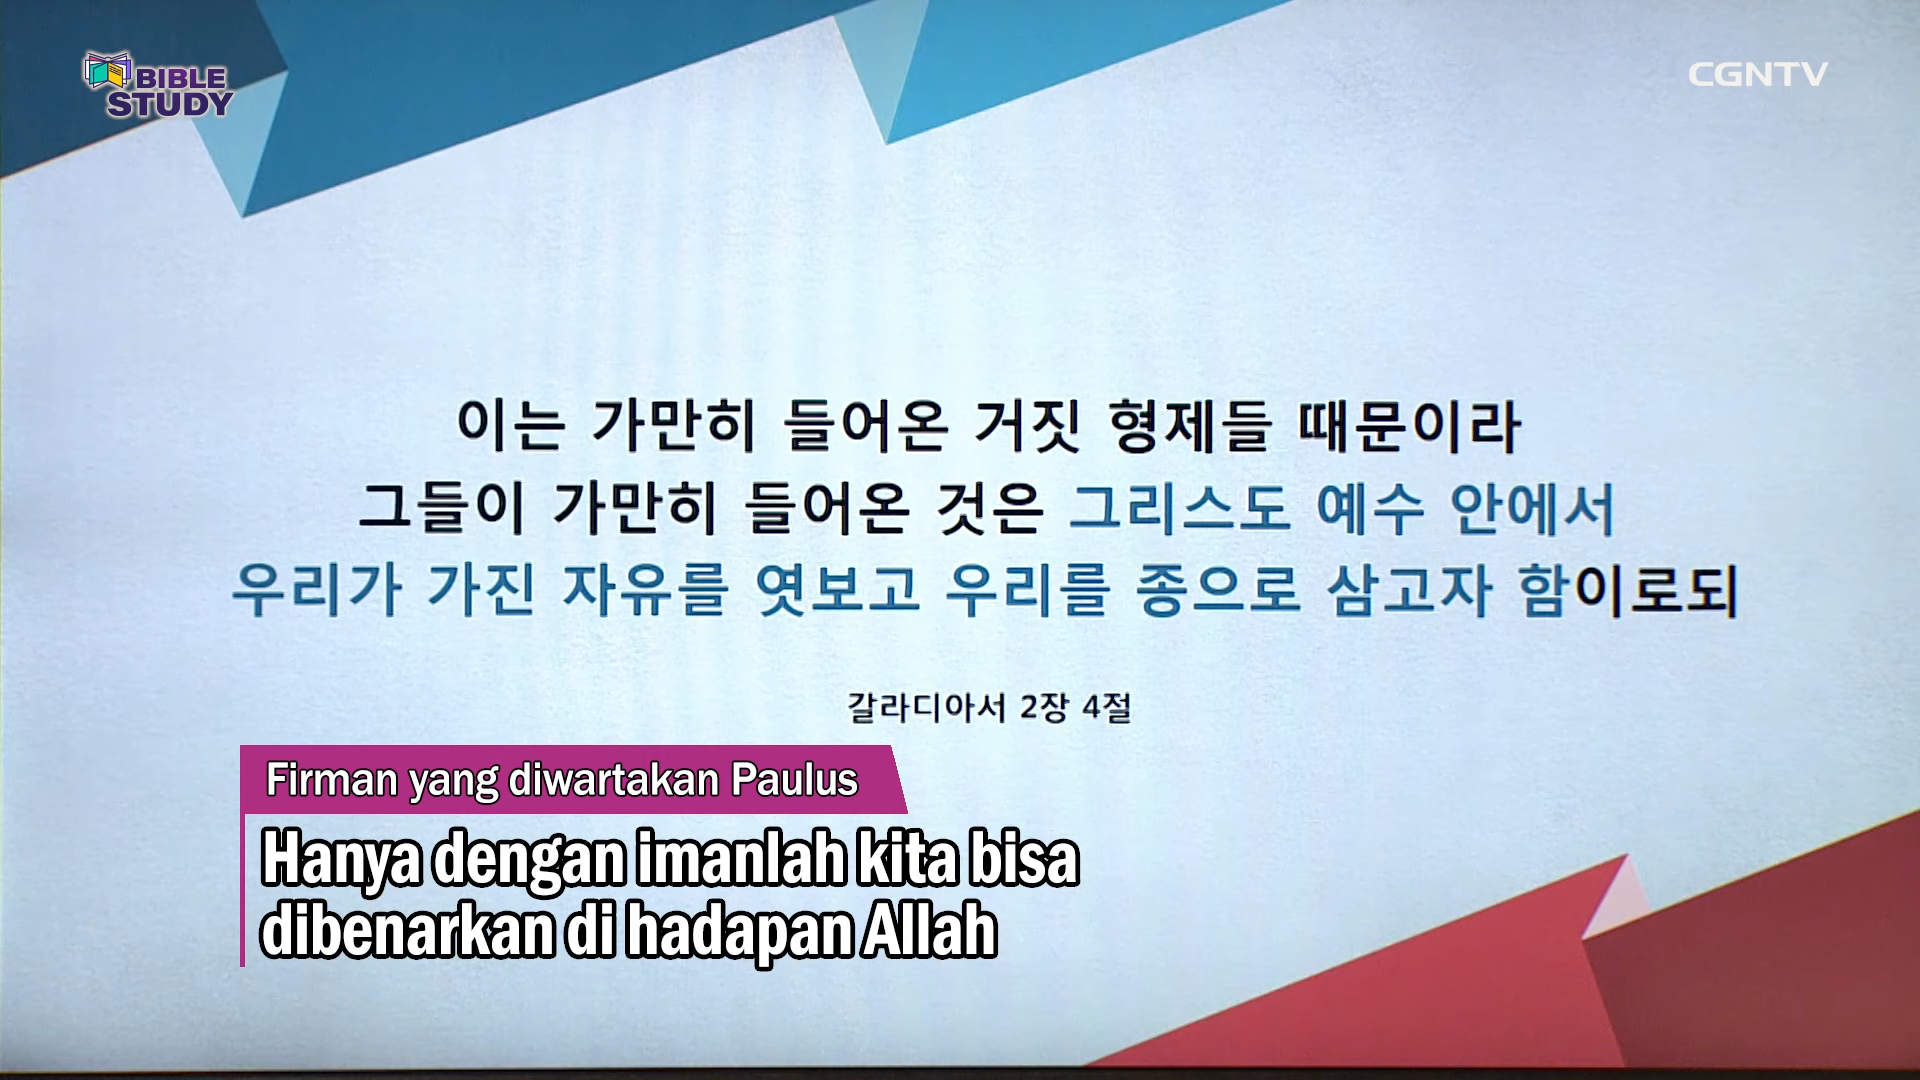 BIBLE
STUDY
CGNTV
이는 가만히 들어온 거짓 형제들 때문이라
그들이 가만히 들어온 것은 그리스도 예수 안에서
우리가 가진 자유를 엿보고 우리를 종으로 삼고자 함이로되
갈라디아서 2장 4절
Firman yang diwartakan Paulus
Hanya dengan imanlah kita bisa
dibenarkan di hadapan Allah